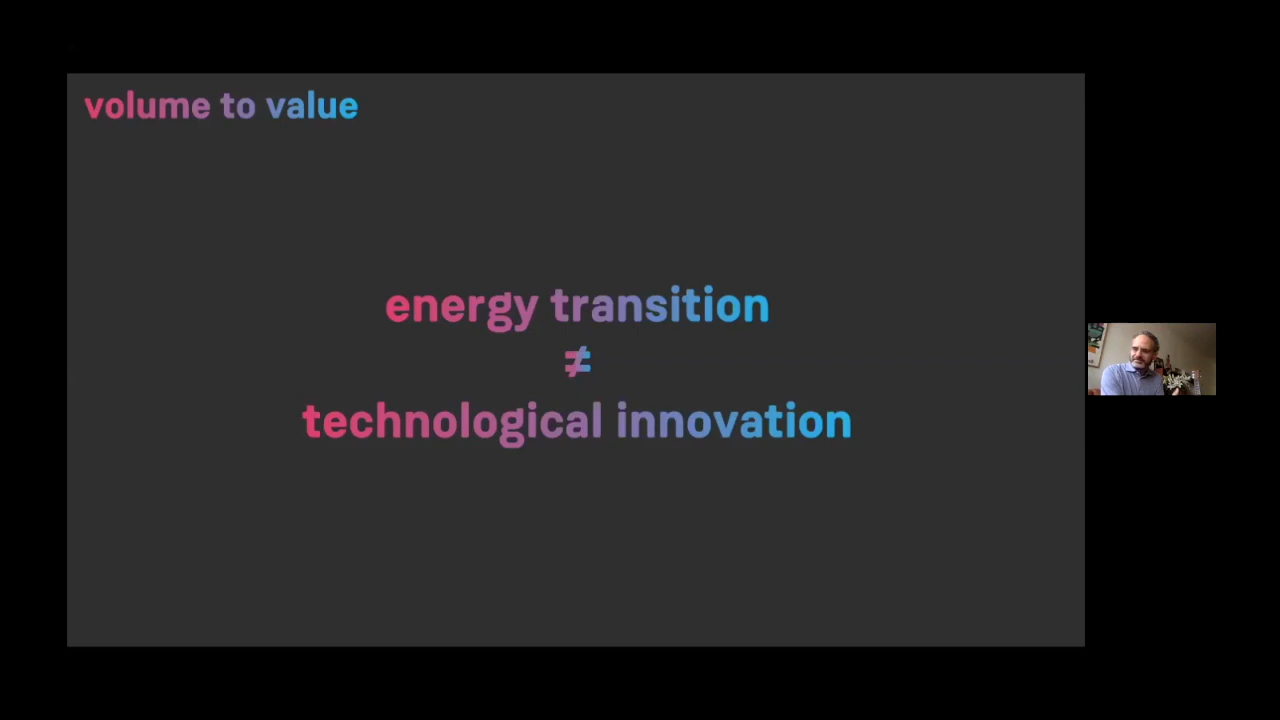 volume to value
energy transition
≠
technological innovation